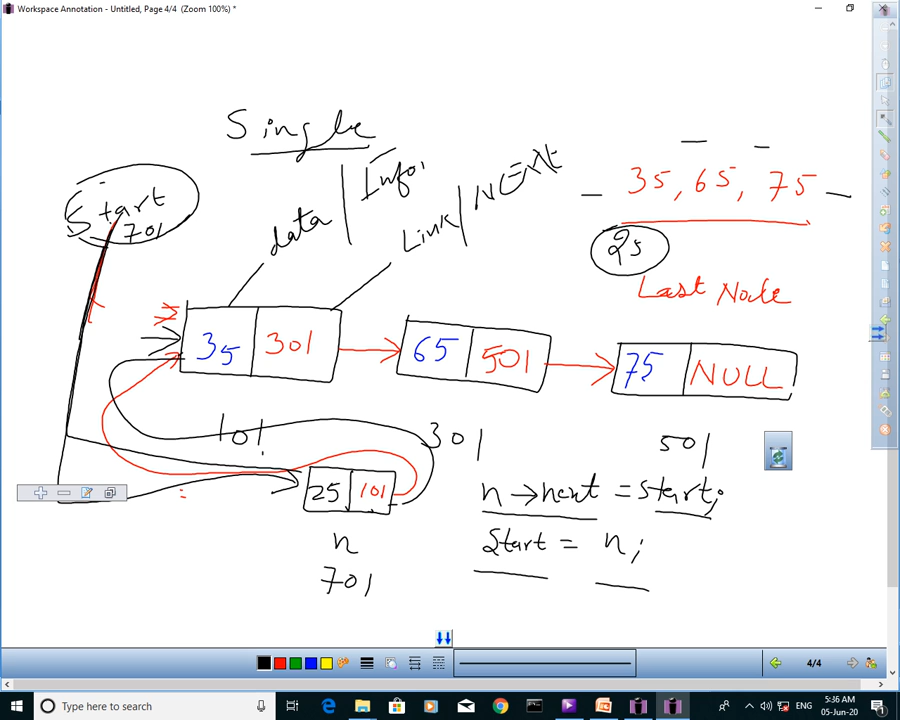 Workspace Annotation - Untitled, Page 4/4 (Zoom 100%) *
Single
Start
701
data | Info.
Link | NEXT
35, 65, 75
25
Last Node
35 301
65 501
75 NULL
101
301
501
25 101
n
701
n → next = start;
Start = n;
4/4
Type here to search
5:36 AM
05-Jun-20
1